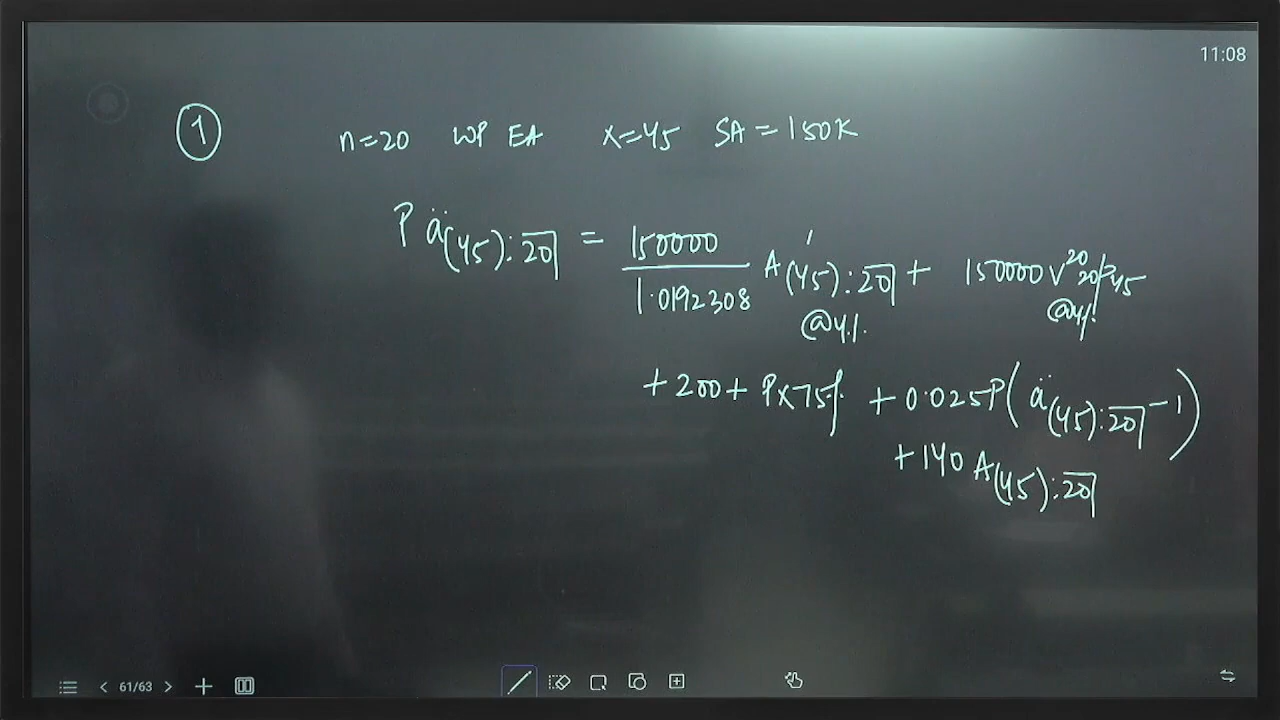 11:08
① n=20 WP EA x=45 SA = 150K
P ä[45]:20̅| = 150000/1.0192308 A¹[45]:20̅| @4% + 150000 v²⁰ ₂₀P₄₅ @4%
+ 200 + P×75% + 0.025P(ä[45]:20̅| − 1)
+ 140 A[45]:20̅|
61/63